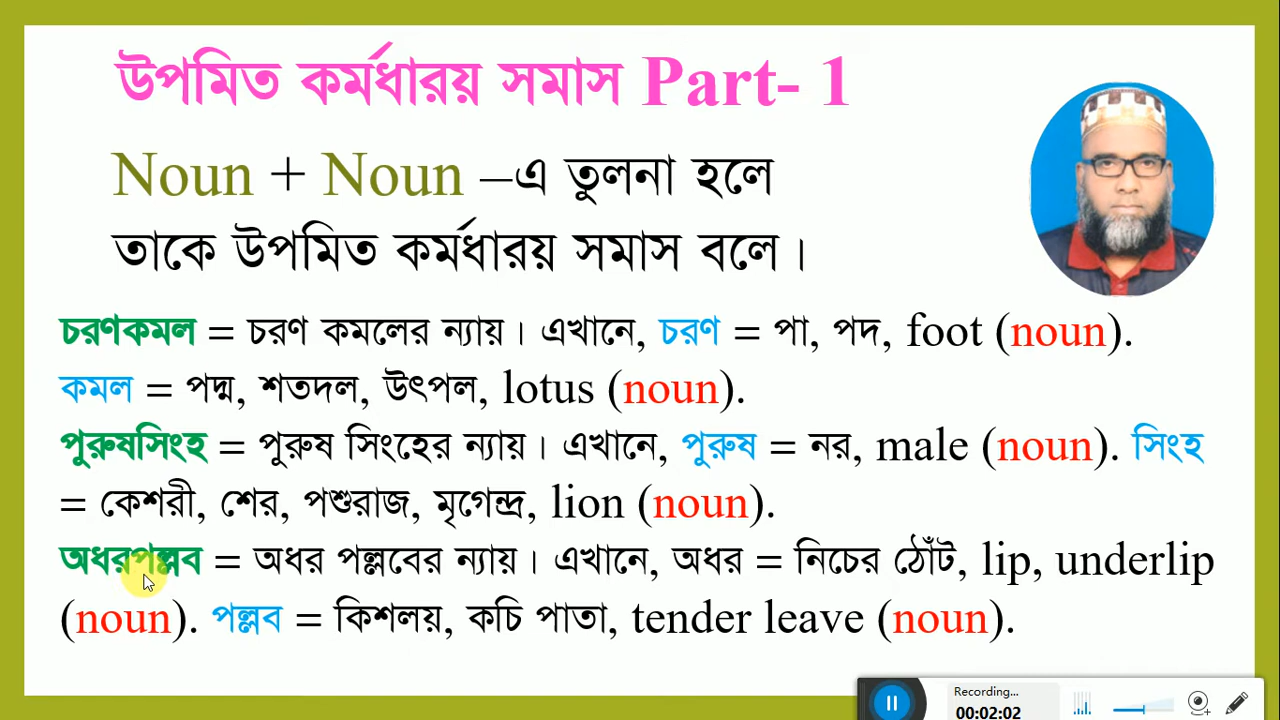 উপমিত কর্মধারয় সমাস Part- 1
Noun + Noun –এ তুলনা হলে
তাকে উপমিত কর্মধারয় সমাস বলে।
চরণকমল = চরণ কমলের ন্যায়। এখানে, চরণ = পা, পদ, foot (noun).
কমল = পদ্ম, শতদল, উৎপল, lotus (noun).
পুরুষসিংহ = পুরুষ সিংহের ন্যায়। এখানে, পুরুষ = নর, male (noun). সিংহ
= কেশরী, শের, পশুরাজ, মৃগেন্দ্র, lion (noun).
অধরপল্লব = অধর পল্লবের ন্যায়। এখানে, অধর = নিচের ঠোঁট, lip, underlip
(noun). পল্লব = কিশলয়, কচি পাতা, tender leave (noun).
Recording...
00:02:02